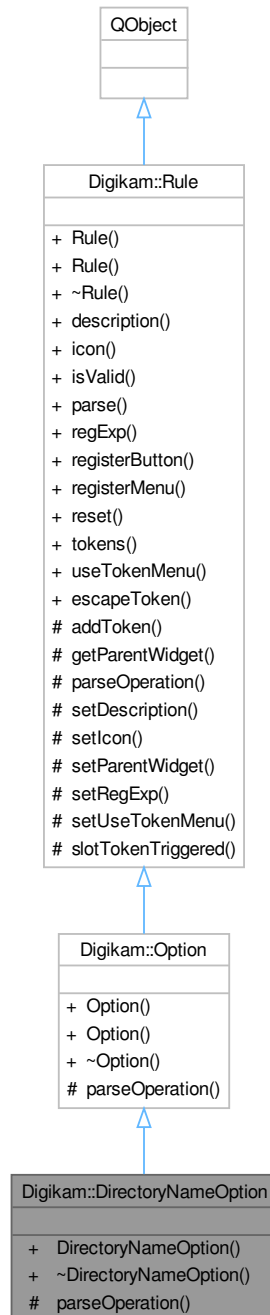 QObject
Digikam::Rule
+ Rule()
+ Rule()
+ ~Rule()
+ description()
+ icon()
+ isValid()
+ parse()
+ regExp()
+ registerButton()
+ registerMenu()
+ reset()
+ tokens()
+ useTokenMenu()
+ escapeToken()
# addToken()
# getParentWidget()
# parseOperation()
# setDescription()
# setIcon()
# setParentWidget()
# setRegExp()
# setUseTokenMenu()
# slotTokenTriggered()
Digikam::Option
+ Option()
+ Option()
+ ~Option()
# parseOperation()
Digikam::DirectoryNameOption
+ DirectoryNameOption()
+ ~DirectoryNameOption()
# parseOperation()